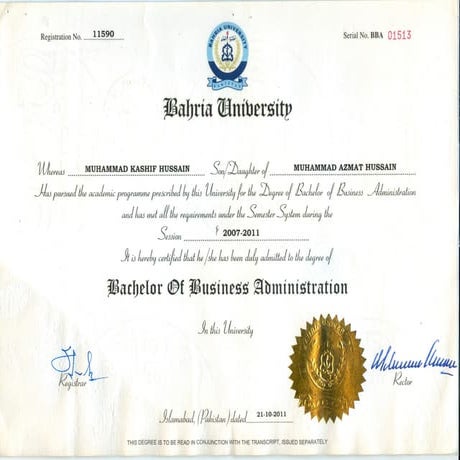 Registration No. 11590
Serial No. BBA 01513
BAHRIA UNIVERSITY
Bahria University
Whereas MUHAMMAD KASHIF HUSSAIN Son/Daughter of MUHAMMAD AZMAT HUSSAIN
Has pursued the academic programme prescribed by this University for the Degree of Bachelor of Business Administration
and has met all the requirements under the Semester System during the
Session 2007-2011
It is hereby certified that he/she has been duly admitted to the degree of
Bachelor Of Business Administration
In this University
Registrar
Rector
Islamabad, (Pakistan) dated 21-10-2011
THIS DEGREE IS TO BE READ IN CONJUNCTION WITH THE TRANSCRIPT, ISSUED SEPARATELY